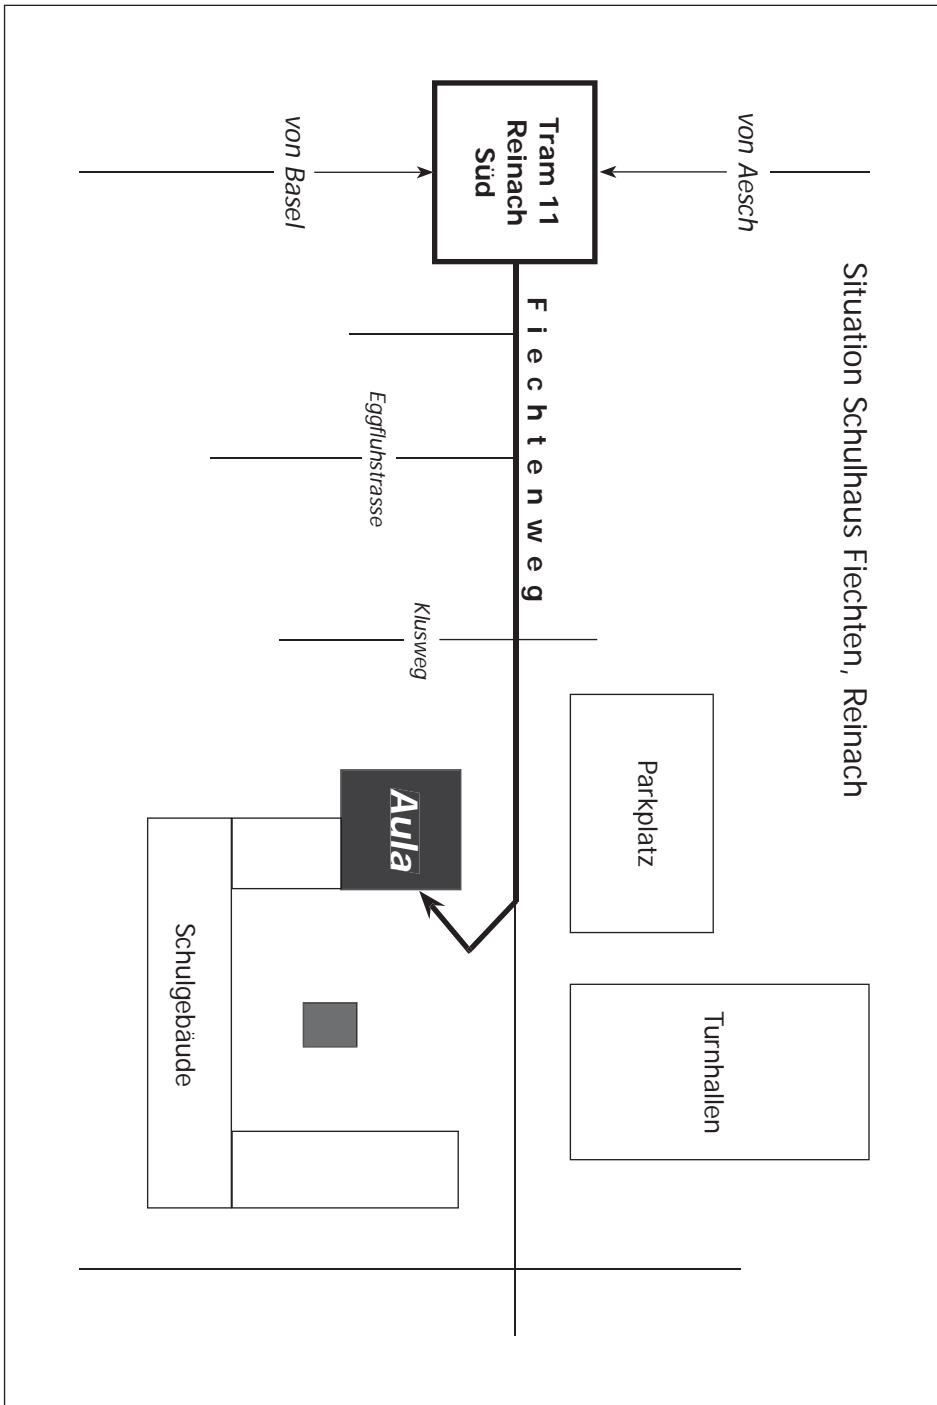 Situation Schulhaus Fiechten, Reinach
von Aesch
Tram 11
Reinach
Süd
von Basel
Fiechtenweg
Eggfluhstrasse
Klusweg
Parkplatz
Turnhallen
Aula
Schulgebäude